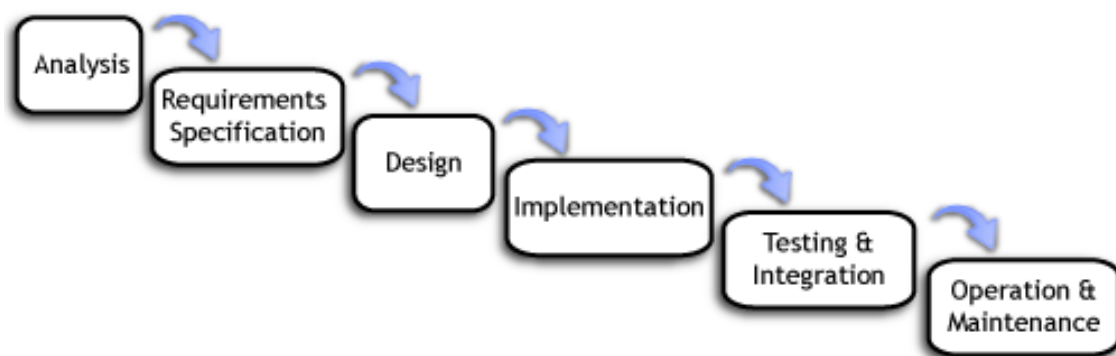 Analysis
Requirements
Specification
Design
Implementation
Testing &
Integration
Operation &
Maintenance